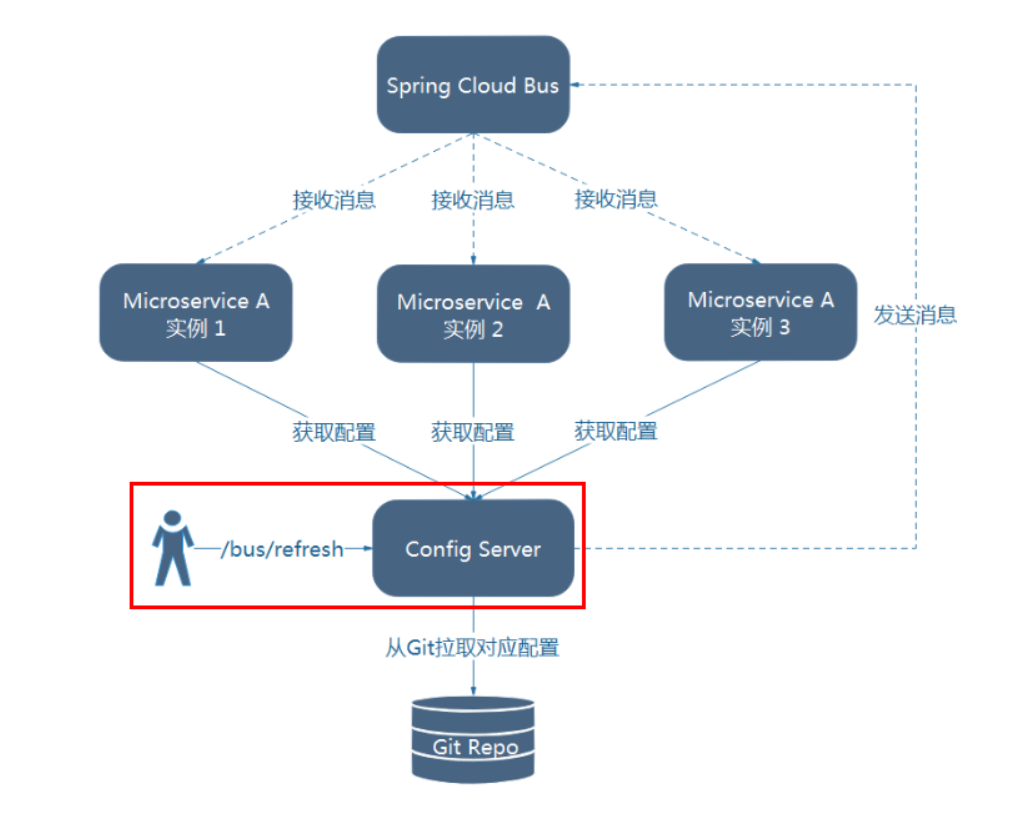 Spring Cloud Bus
接收消息
接收消息
接收消息
Microservice A
实例 1
Microservice A
实例 2
Microservice A
实例 3
发送消息
获取配置
获取配置
获取配置
/bus/refresh
Config Server
从Git拉取对应配置
Git Repo